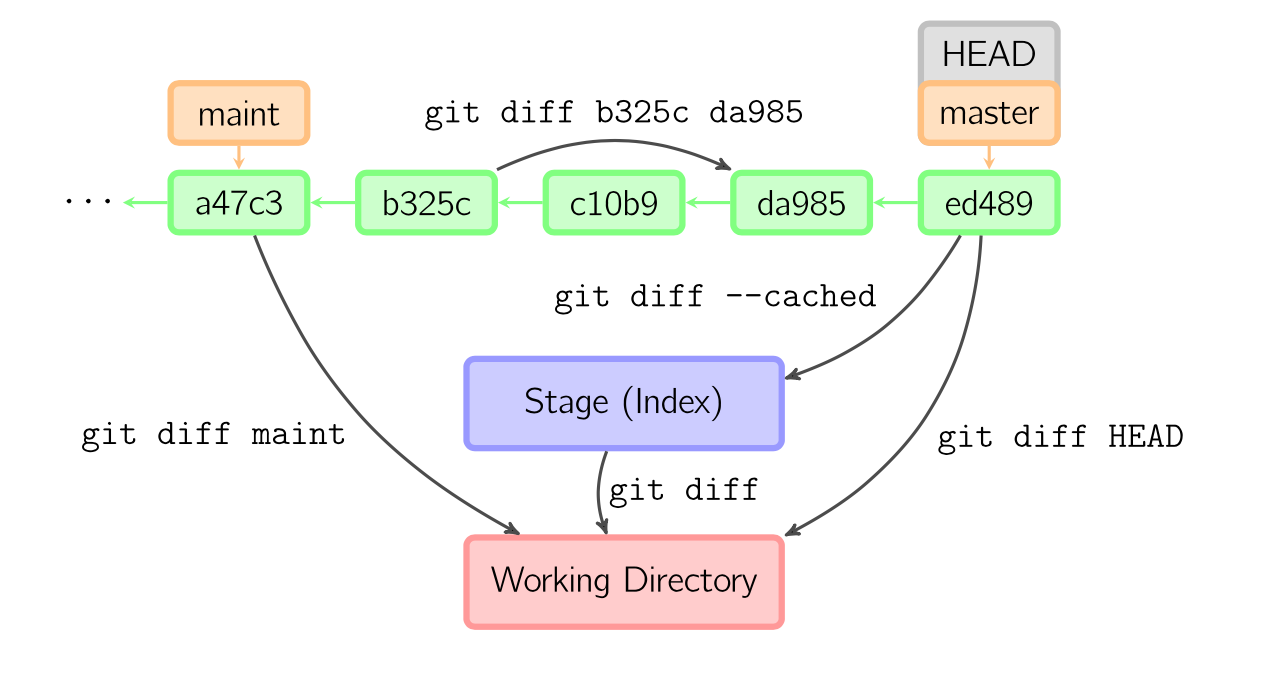 HEAD
maint
git diff b325c da985
master
...
a47c3
b325c
c10b9
da985
ed489
git diff --cached
Stage (Index)
git diff maint
git diff HEAD
git diff
Working Directory